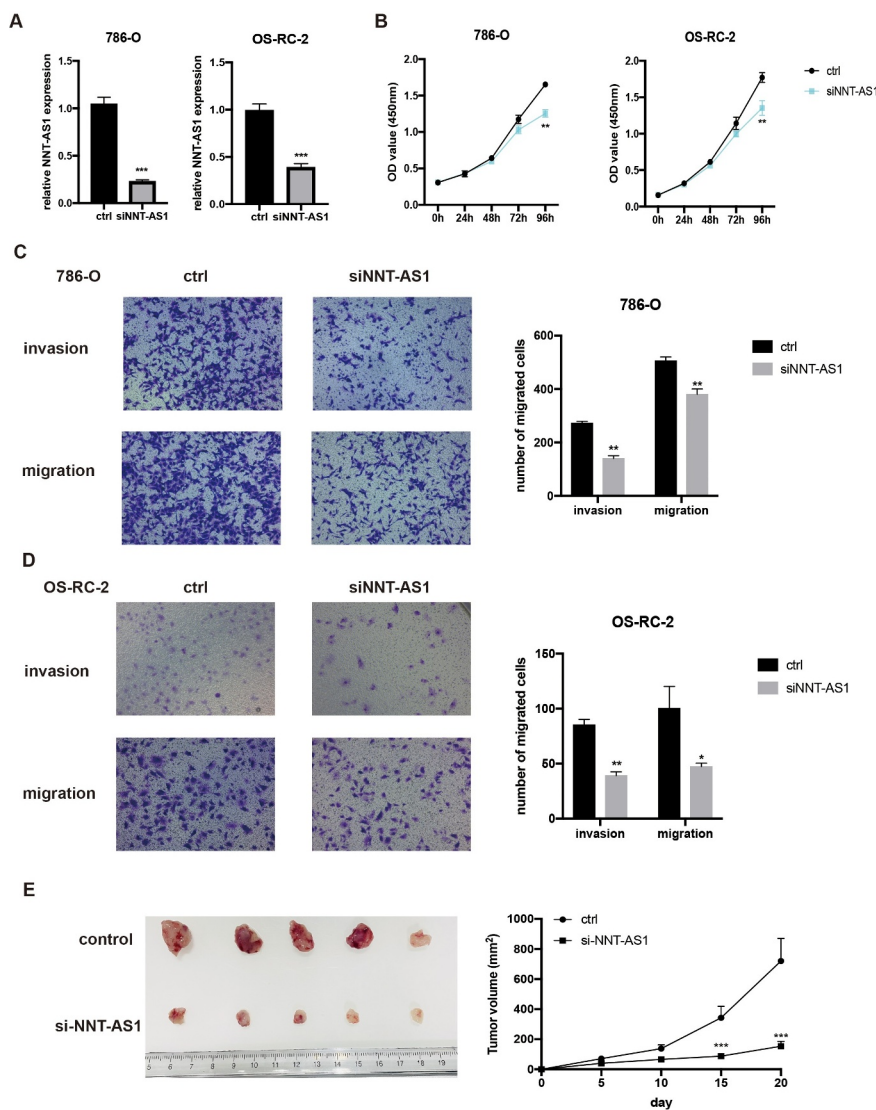 A
786-O
relative NNT-AS1 expression
1.5
1.0
0.5
0.0
***
ctrl siNNT-AS1
OS-RC-2
relative NNT-AS1 expression
1.5
1.0
0.5
0.0
***
ctrl siNNT-AS1
B
786-O
OD value (450nm)
2.0
1.5
1.0
0.5
0.0
**
0h 24h 48h 72h 96h
OS-RC-2
OD value (450nm)
2.0
1.5
1.0
0.5
0.0
**
0h 24h 48h 72h 96h
ctrl
siNNT-AS1
C
786-O ctrl siNNT-AS1
invasion
migration
786-O
number of migrated cells
600
400
200
0
**
**
invasion migration
ctrl
siNNT-AS1
D
OS-RC-2 ctrl siNNT-AS1
invasion
migration
OS-RC-2
number of migrated cells
150
100
50
0
**
*
invasion migration
ctrl
siNNT-AS1
E
control
si-NNT-AS1
5 6 7 8 9 10 11 12 13 14 15 16 17 18 19
Tumor volume (mm²)
1000
800
600
400
200
0
ctrl
si-NNT-AS1
***
***
0 5 10 15 20
day